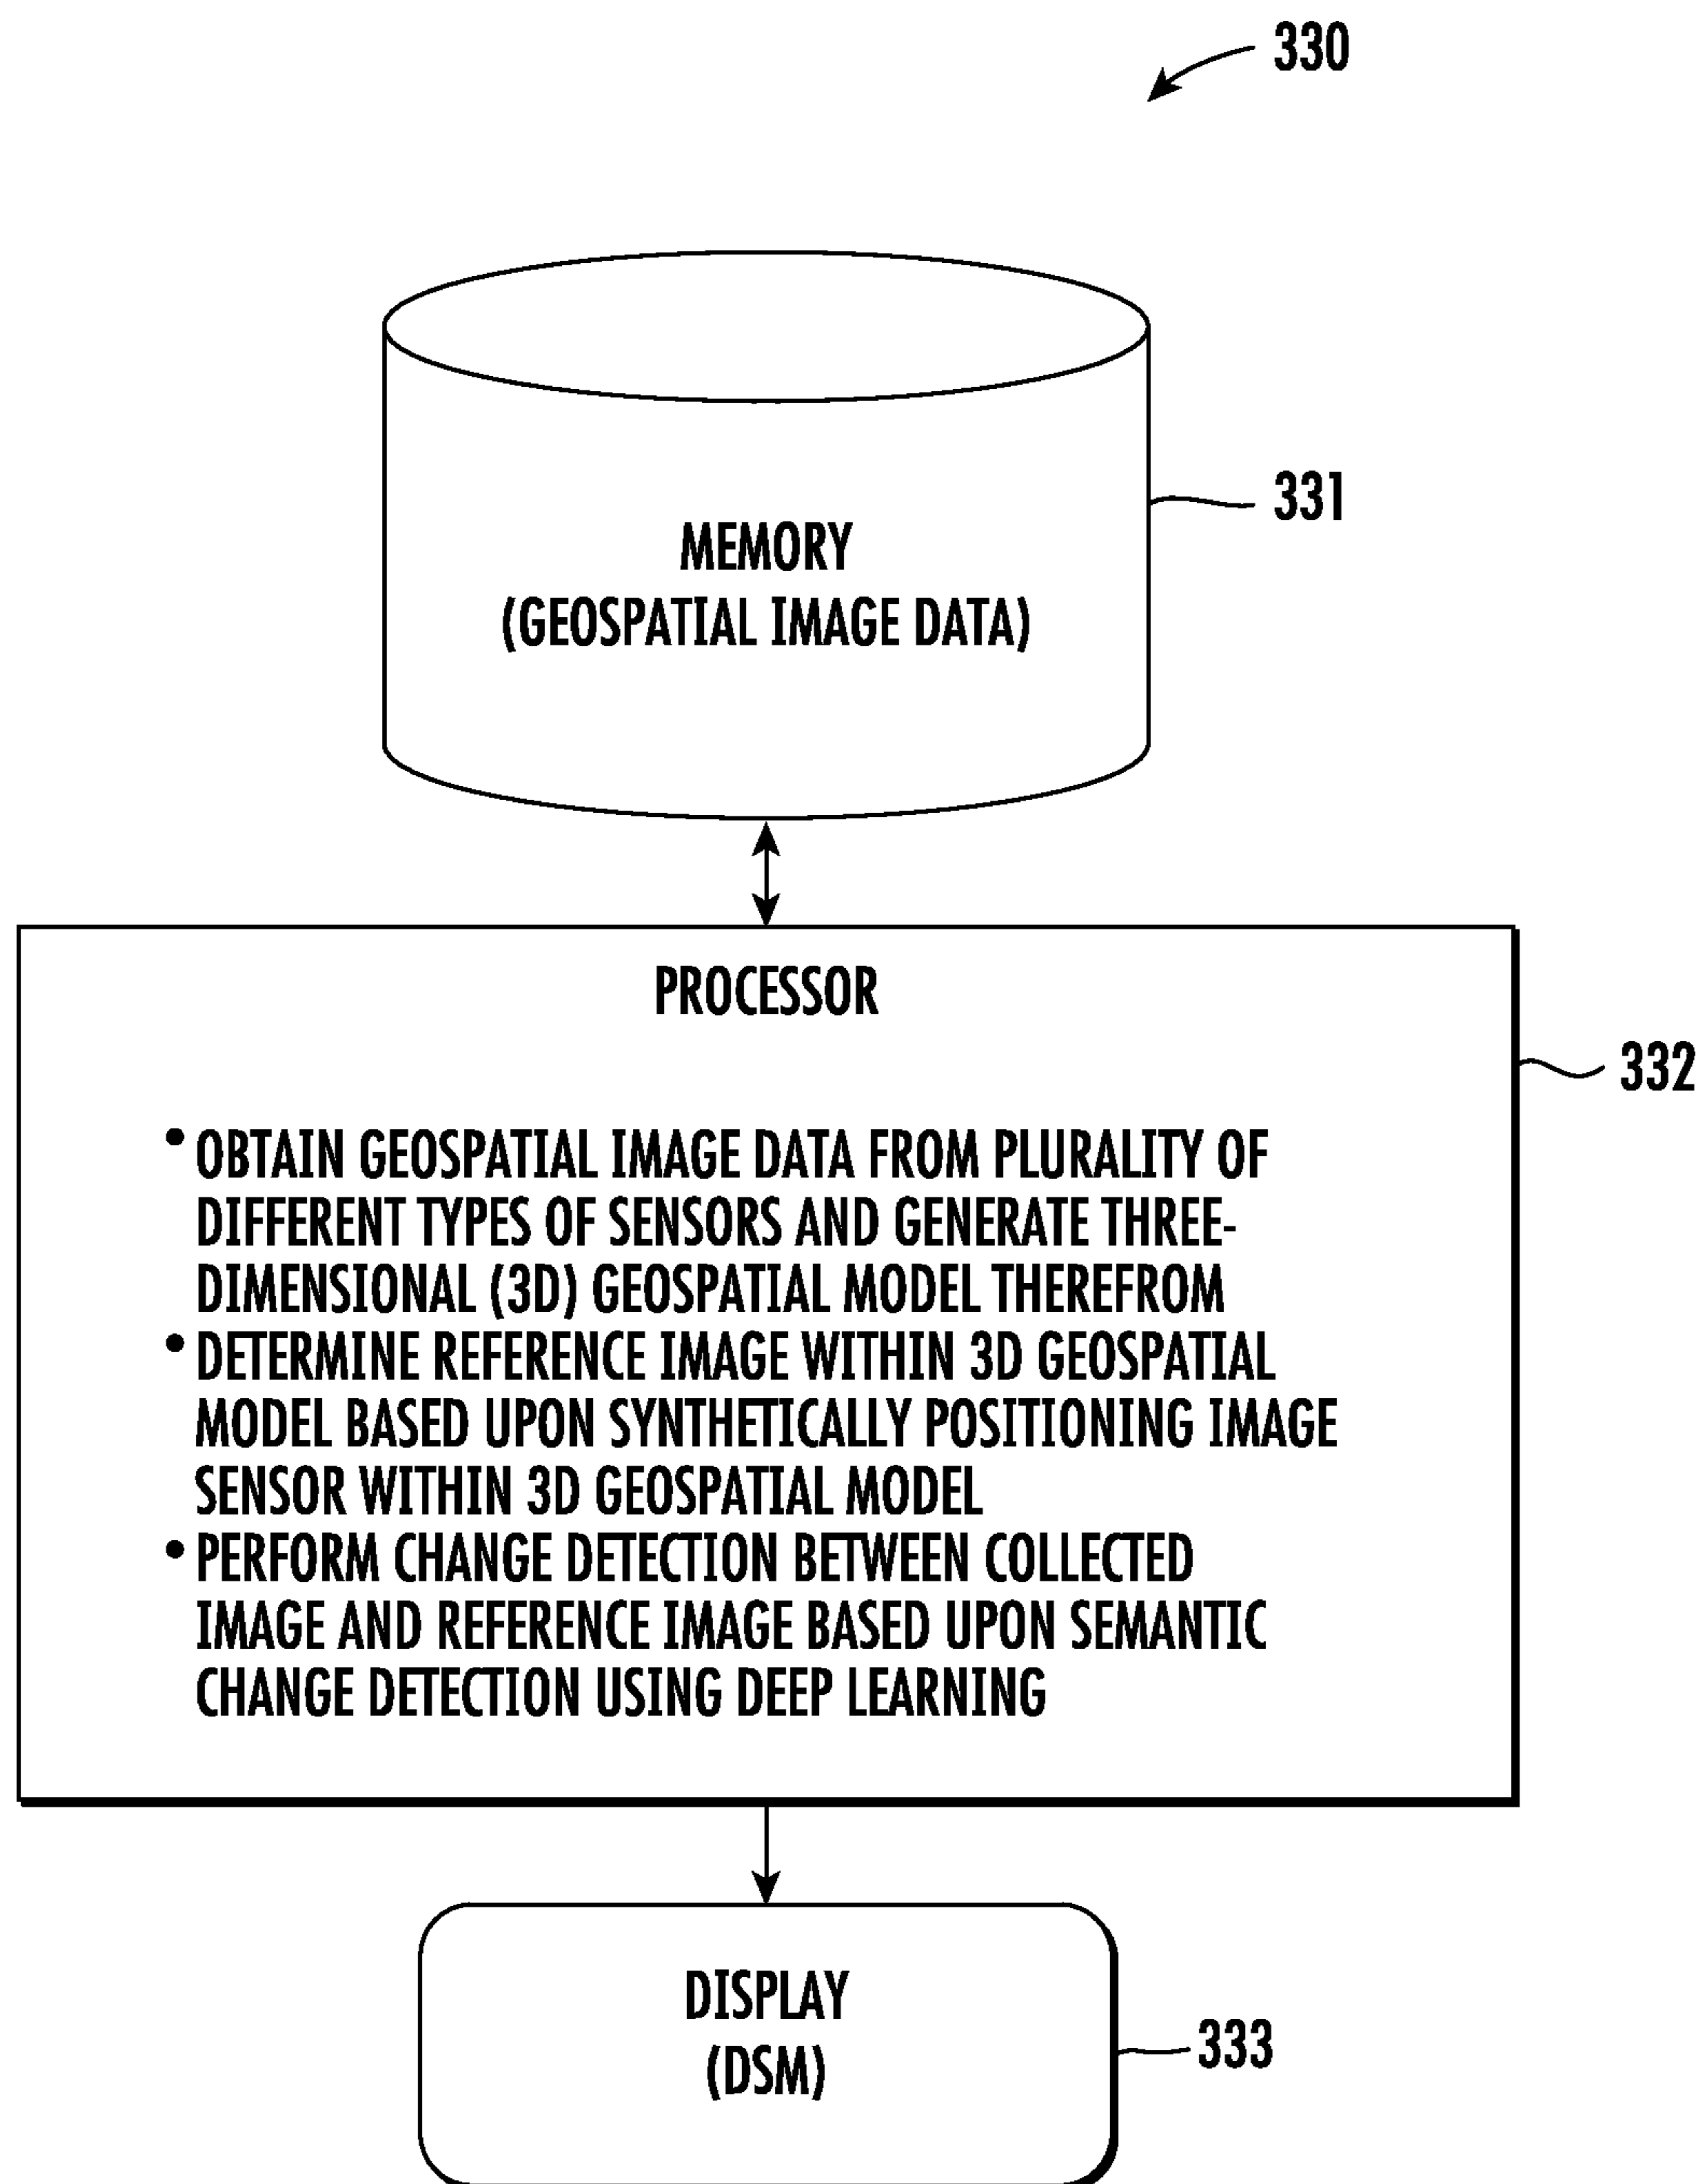 330
331
MEMORY
(GEOSPATIAL IMAGE DATA)
PROCESSOR
332
• OBTAIN GEOSPATIAL IMAGE DATA FROM PLURALITY OF
DIFFERENT TYPES OF SENSORS AND GENERATE THREE-
DIMENSIONAL (3D) GEOSPATIAL MODEL THEREFROM
• DETERMINE REFERENCE IMAGE WITHIN 3D GEOSPATIAL
MODEL BASED UPON SYNTHETICALLY POSITIONING IMAGE
SENSOR WITHIN 3D GEOSPATIAL MODEL
• PERFORM CHANGE DETECTION BETWEEN COLLECTED
IMAGE AND REFERENCE IMAGE BASED UPON SEMANTIC
CHANGE DETECTION USING DEEP LEARNING
DISPLAY
(DSM)
333